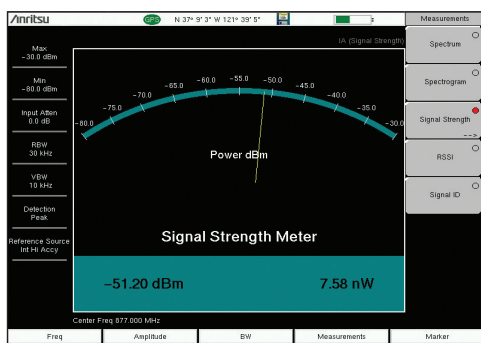 Anritsu
GPS
N 37° 9' 3" W 121° 39' 5"
Measurements
IA (Signal Strength)
Max
-30.0 dBm
Min
-80.0 dBm
Input Atten
0.0 dB
RBW
30 kHz
VBW
10 kHz
Detection
Peak
Reference Source
Int Hi Accy
-80.0
-75.0
-70.0
-65.0
-60.0
-55.0
-50.0
-45.0
-40.0
-35.0
-30.0
Power dBm
Signal Strength Meter
-51.20 dBm
7.58 nW
Center Freq 877.000 MHz
Spectrum
Spectrogram
Signal Strength
-->
RSSI
Signal ID
Freq
Amplitude
BW
Measurements
Marker